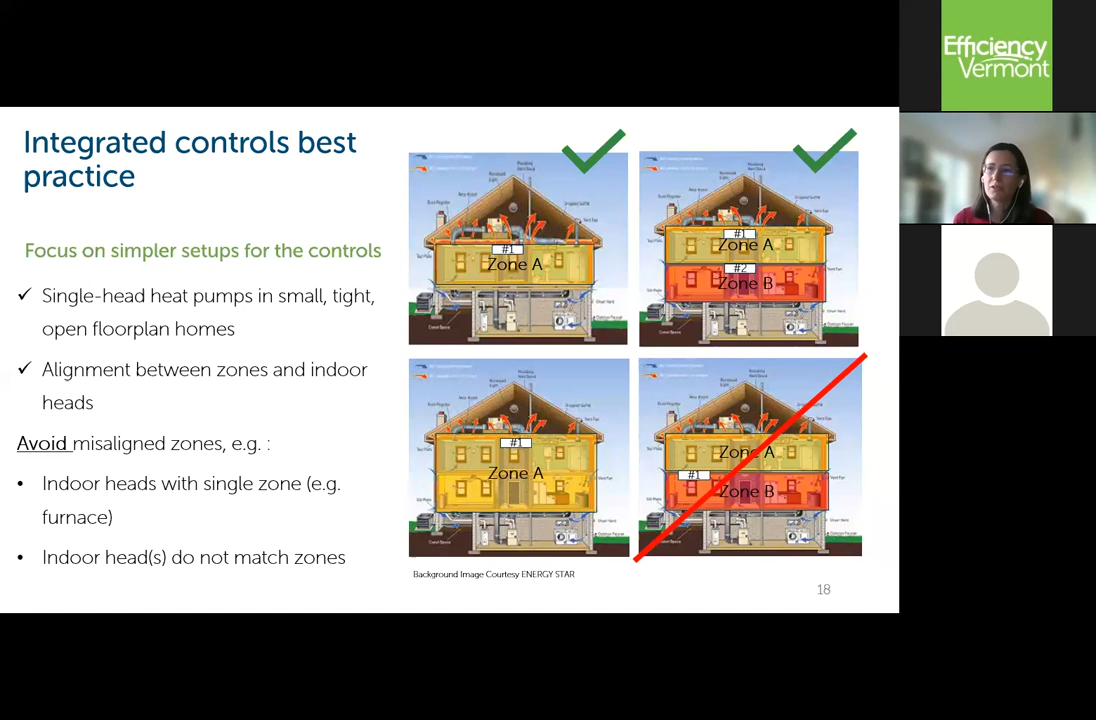 Efficiency
Vermont
Integrated controls best
practice
Focus on simpler setups for the controls
✓ Single-head heat pumps in small, tight,
open floorplan homes
✓ Alignment between zones and indoor
heads
Avoid misaligned zones, e.g. :
• Indoor heads with single zone (e.g.
furnace)
• Indoor head(s) do not match zones
#1
Zone A
#1
Zone A
#2
Zone B
#1
Zone A
Zone A
#1
Zone B
Background Image Courtesy ENERGY STAR
18